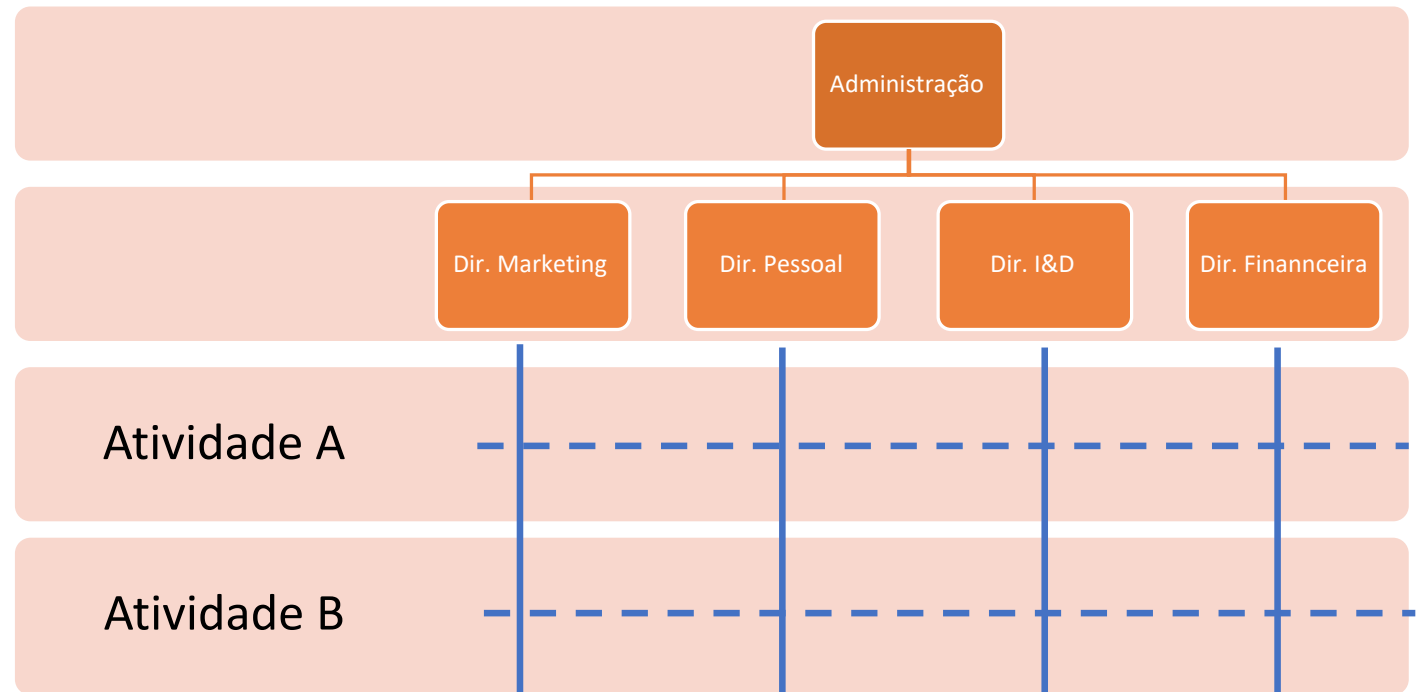 Administração
Dir. Marketing
Dir. Pessoal
Dir. I&D
Dir. Finannceira
Atividade A
Atividade B